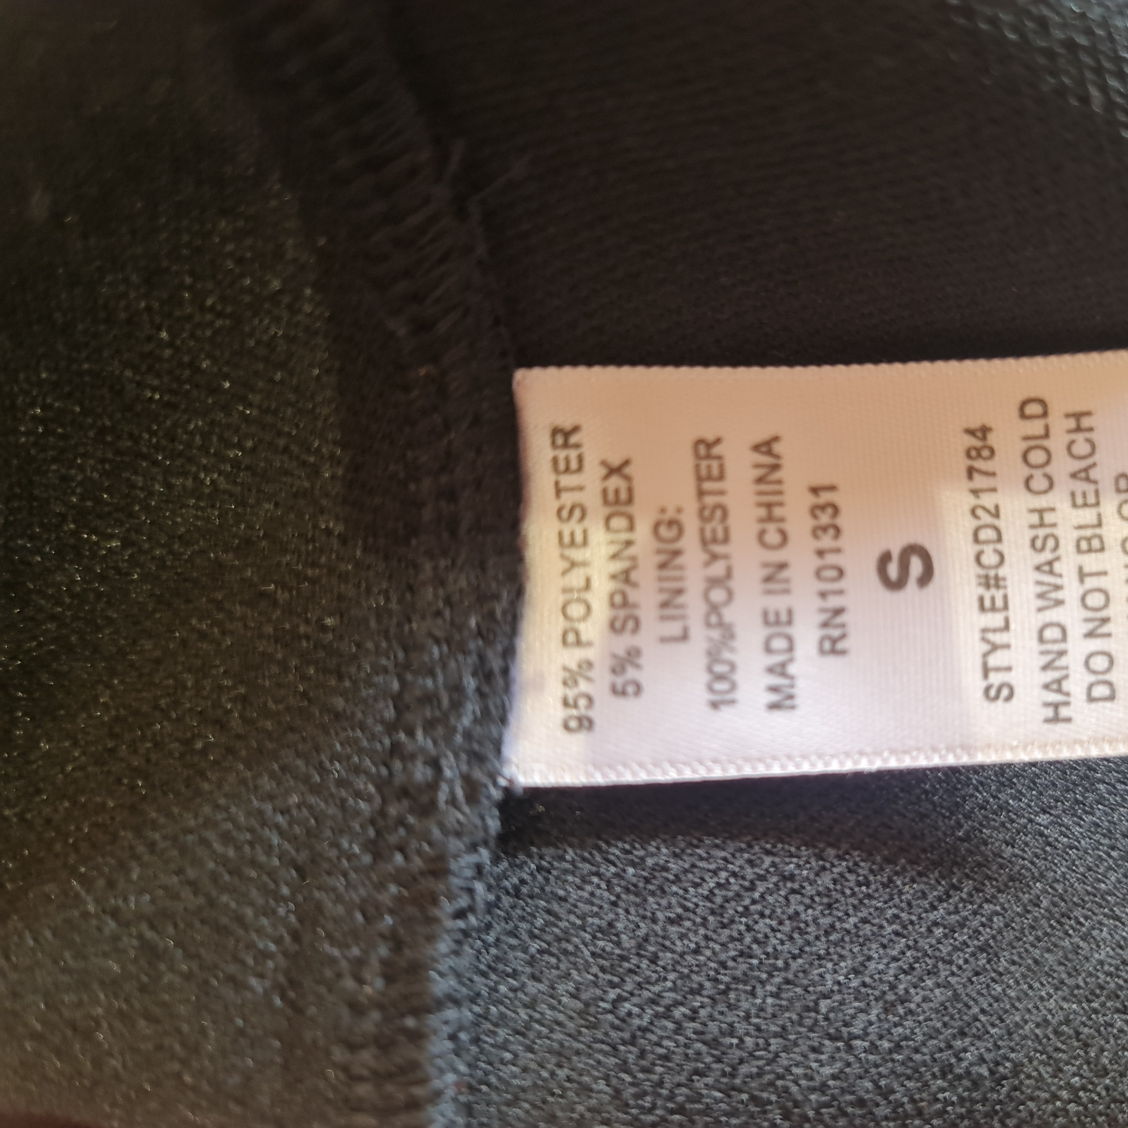 95% POLYESTER
5% SPANDEX
LINING:
100%POLYESTER
MADE IN CHINA
RN101331
S
STYLE#CD21784
HAND WASH COLD
DO NOT BLEACH